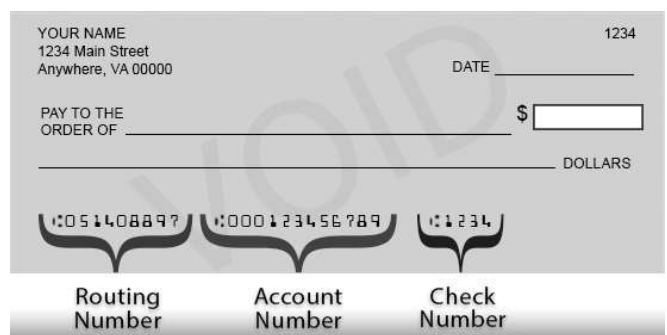 YOUR NAME
1234
1234 Main Street
Anywhere, VA 00000
DATE
VOID
PAY TO THE
ORDER OF
$
DOLLARS
⑆051408897⑆000123456789⑆1234
Routing
Number
Account
Number
Check
Number